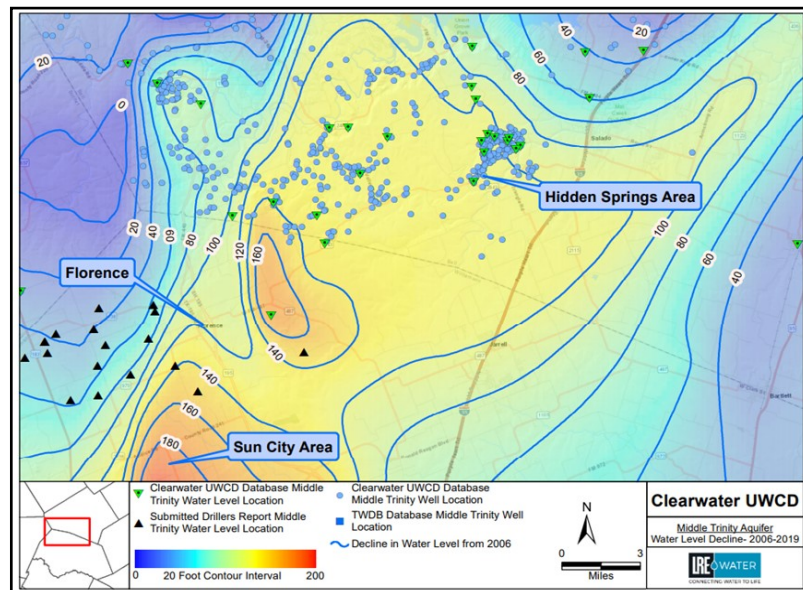 20
0
40
20
60
80
80
20
40
60
80
100
120
160
100
80
60
40
140
140
160
180
Hidden Springs Area
Florence
Sun City Area
Salado
Jarrell
Bartlett
Clearwater UWCD Database Middle
Trinity Water Level Location
Submitted Drillers Report Middle
Trinity Water Level Location
Clearwater UWCD Database
Middle Trinity Well Location
TWDB Database Middle Trinity Well
Location
Decline in Water Level from 2006
0
20 Foot Contour Interval
200
N
0
3
Miles
Clearwater UWCD
Middle Trinity Aquifer
Water Level Decline- 2006-2019
LRE WATER
CONNECTING WATER TO LIFE